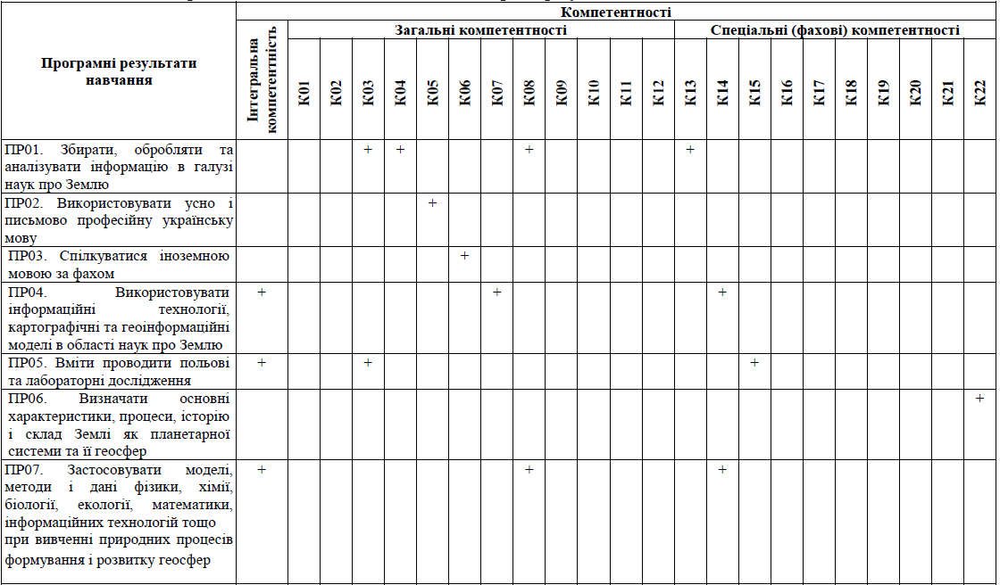 Компетентності
Загальні компетентності
Спеціальні (фахові) компетентності
Програмні результати
навчання
Інтегральна
компетентність
К01
К02
К03
К04
К05
К06
К07
К08
К09
К10
К11
К12
К13
К14
К15
К16
К17
К18
К19
К20
К21
К22
ПР01. Збирати, обробляти та
аналізувати інформацію в галузі
наук про Землю
+ + + +
ПР02. Використовувати усно і
письмово професійну українську
мову
+
ПР03. Спілкуватися іноземною
мовою за фахом
+
ПР04. Використовувати
інформаційні технології,
картографічні та геоінформаційні
моделі в області наук про Землю
+ + +
ПР05. Вміти проводити польові
та лабораторні дослідження
+ + +
ПР06. Визначати основні
характеристики, процеси, історію
і склад Землі як планетарної
системи та її геосфер
+
ПР07. Застосовувати моделі,
методи і дані фізики, хімії,
біології, екології, математики,
інформаційних технологій тощо
при вивченні природних процесів
формування і розвитку геосфер
+ + +